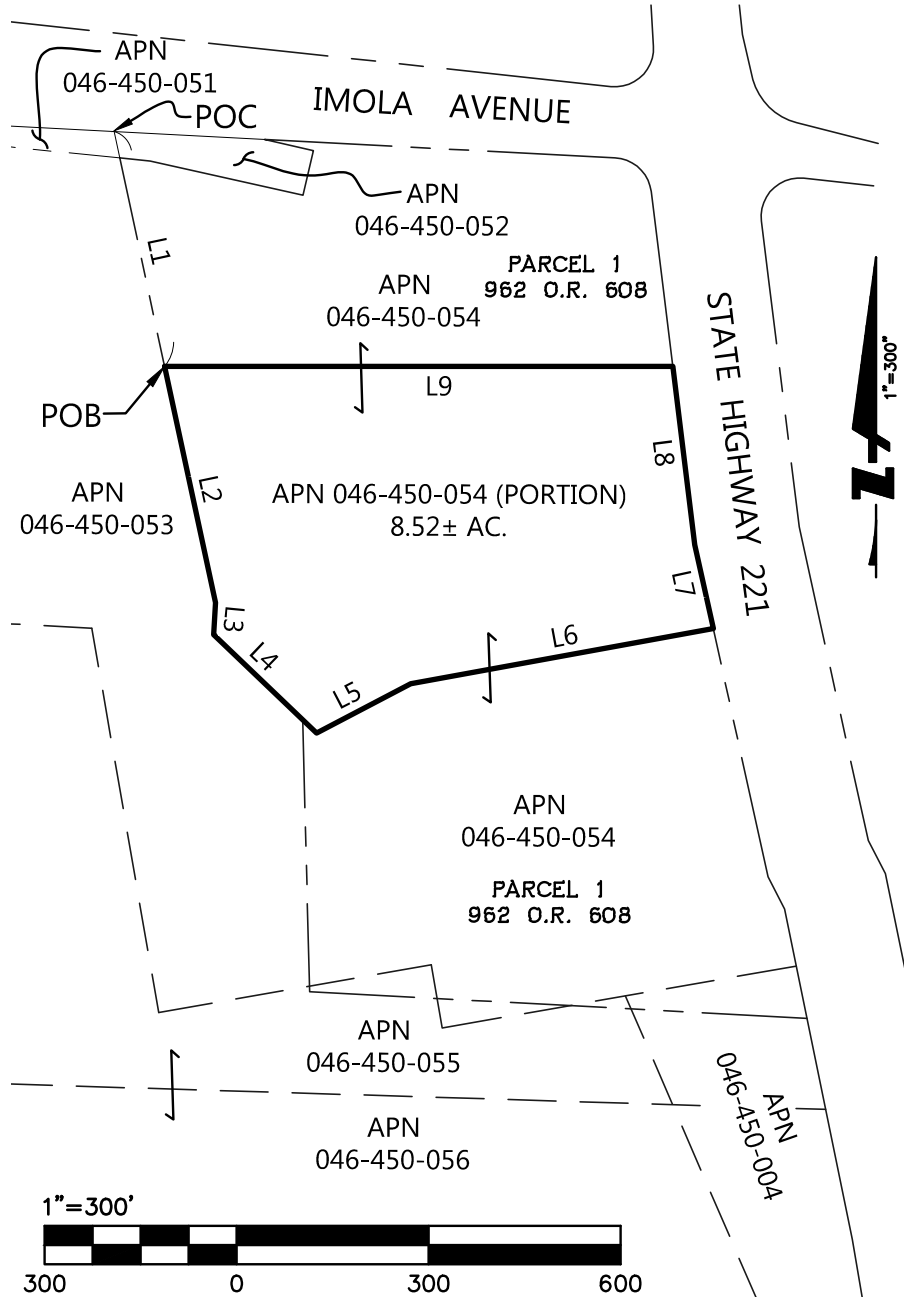 APN
046-450-051
POC
IMOLA AVENUE
APN
046-450-052
L1
PARCEL 1
962 O.R. 608
APN
046-450-054
STATE HIGHWAY 221
1"=300'
POB
L9
L8
L2
APN
046-450-053
APN 046-450-054 (PORTION)
8.52± AC.
L7
L3
L6
L4
L5
APN
046-450-054
PARCEL 1
962 O.R. 608
APN
046-450-055
APN
046-450-004
APN
046-450-056
1"=300'
300 0 300 600